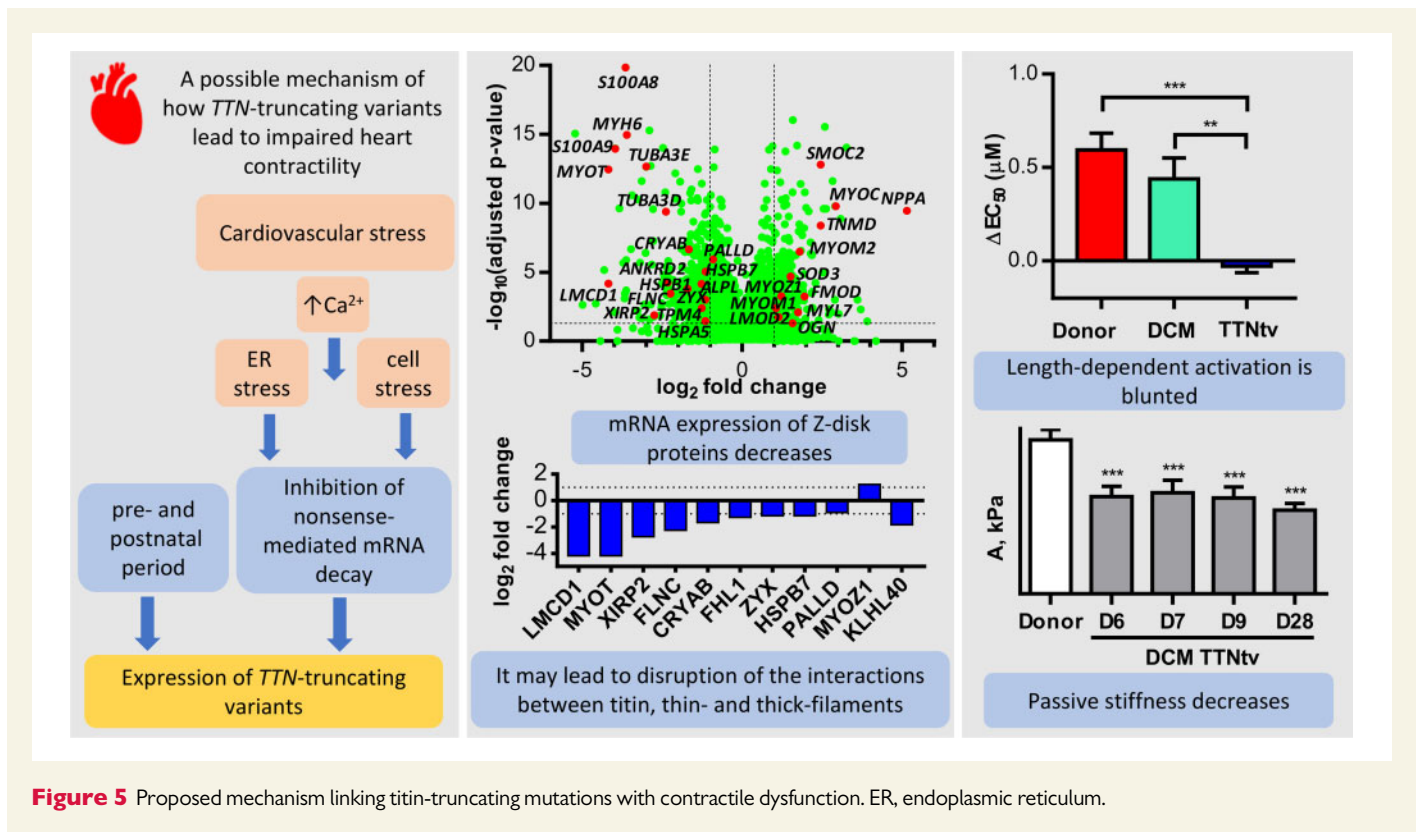 A possible mechanism of
how TTN-truncating variants
lead to impaired heart
contractility
Cardiovascular stress
↑Ca²⁺
ER
stress
cell
stress
pre- and
postnatal
period
Inhibition of
nonsense-
mediated mRNA
decay
Expression of TTN-truncating
variants
-log₁₀(adjusted p-value)
20
15
10
5
0
-5
0
5
log₂ fold change
S100A8
MYH6
S100A9
TUBA3E
MYOT
TUBA3D
CRYAB
PALLD
ANKRD2
HSPB7
HSPB1
ALPL
LMCD1
FLNC
ZYX
XIRP2
TPM4
HSPA5
SMOC2
MYOC
NPPA
TNMD
MYOM2
SOD3
MYOZ1
FMOD
MYOM1
MYL7
LMOD2
OGN
mRNA expression of Z-disk
proteins decreases
log₂ fold change
2
0
-2
-4
LMCD1
MYOT
XIRP2
FLNC
CRYAB
FHL1
ZYX
HSPB7
PALLD
MYOZ1
KLHL40
It may lead to disruption of the interactions
between titin, thin- and thick-filaments
ΔEC₅₀ (µM)
1.0
0.5
0.0
***
**
Donor DCM TTNtv
Length-dependent activation is
blunted
A, kPa
*** *** *** ***
Donor D6 D7 D9 D28
DCM TTNtv
Passive stiffness decreases
Figure 5 Proposed mechanism linking titin-truncating mutations with contractile dysfunction. ER, endoplasmic reticulum.